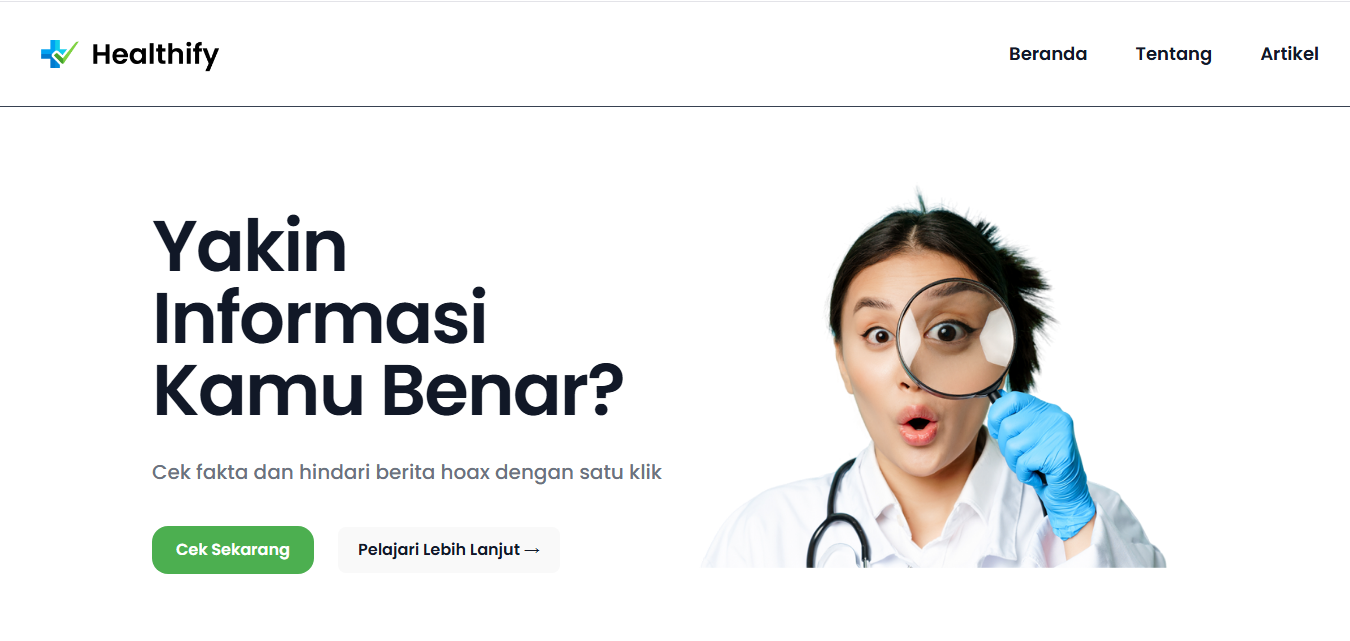 Healthify
Beranda Tentang Artikel
Yakin
Informasi
Kamu Benar?
Cek fakta dan hindari berita hoax dengan satu klik
Cek Sekarang
Pelajari Lebih Lanjut →